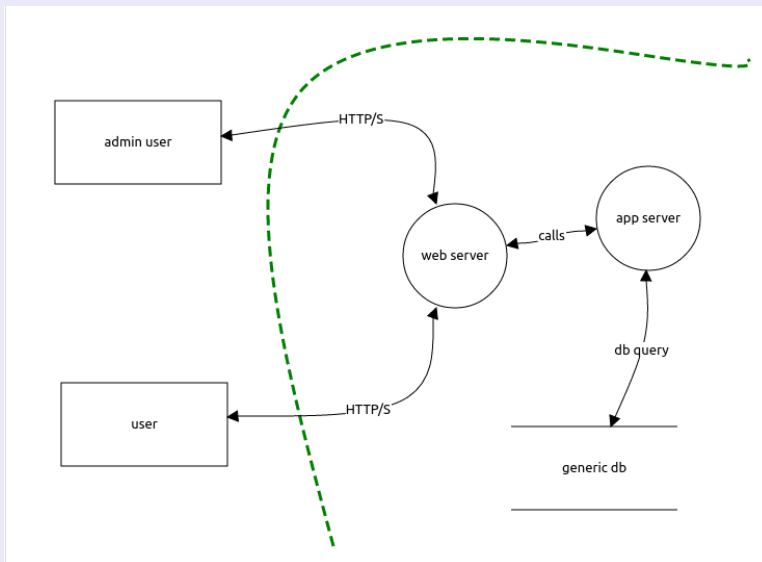 HTTP/S
admin user
app server
calls
web server
db query
HTTP/S
user
generic db